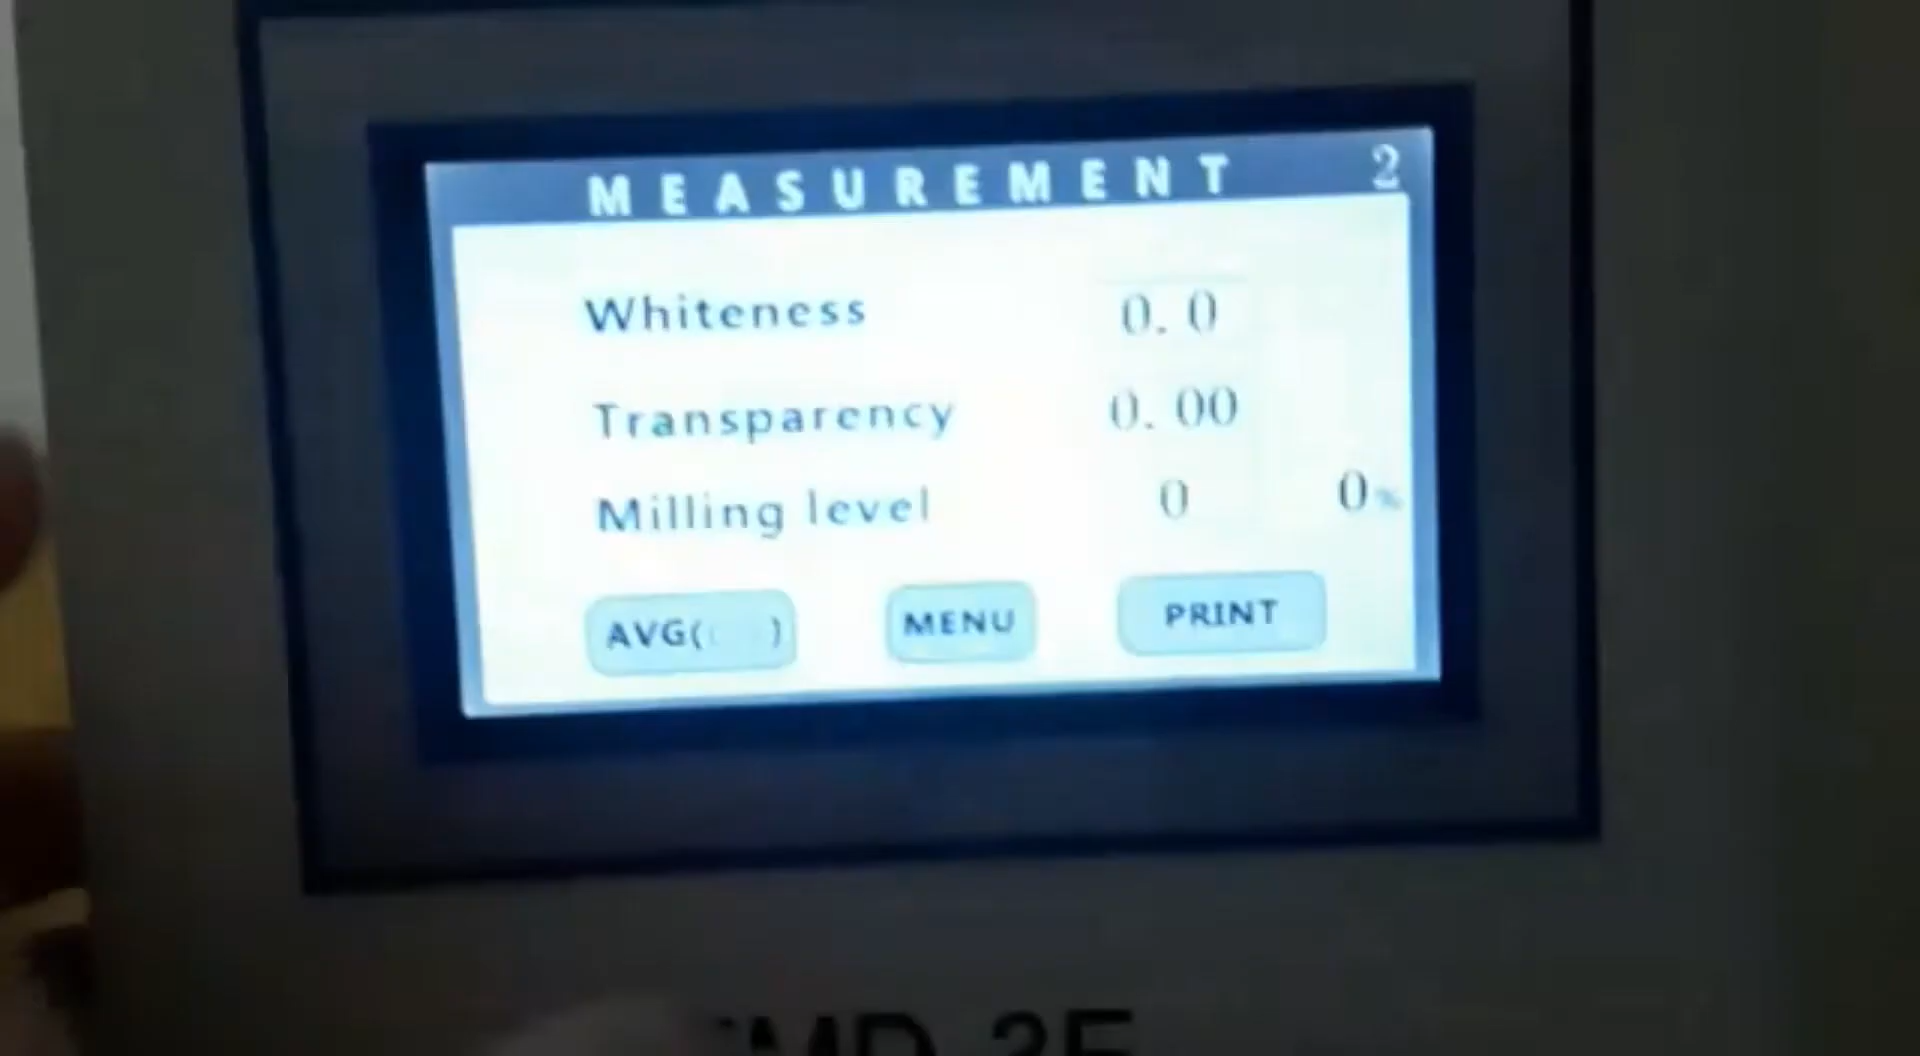 MEASUREMENT 2
Whiteness 0.0
Transparency 0.00
Milling level 0 0%
AVG( )
MENU
PRINT